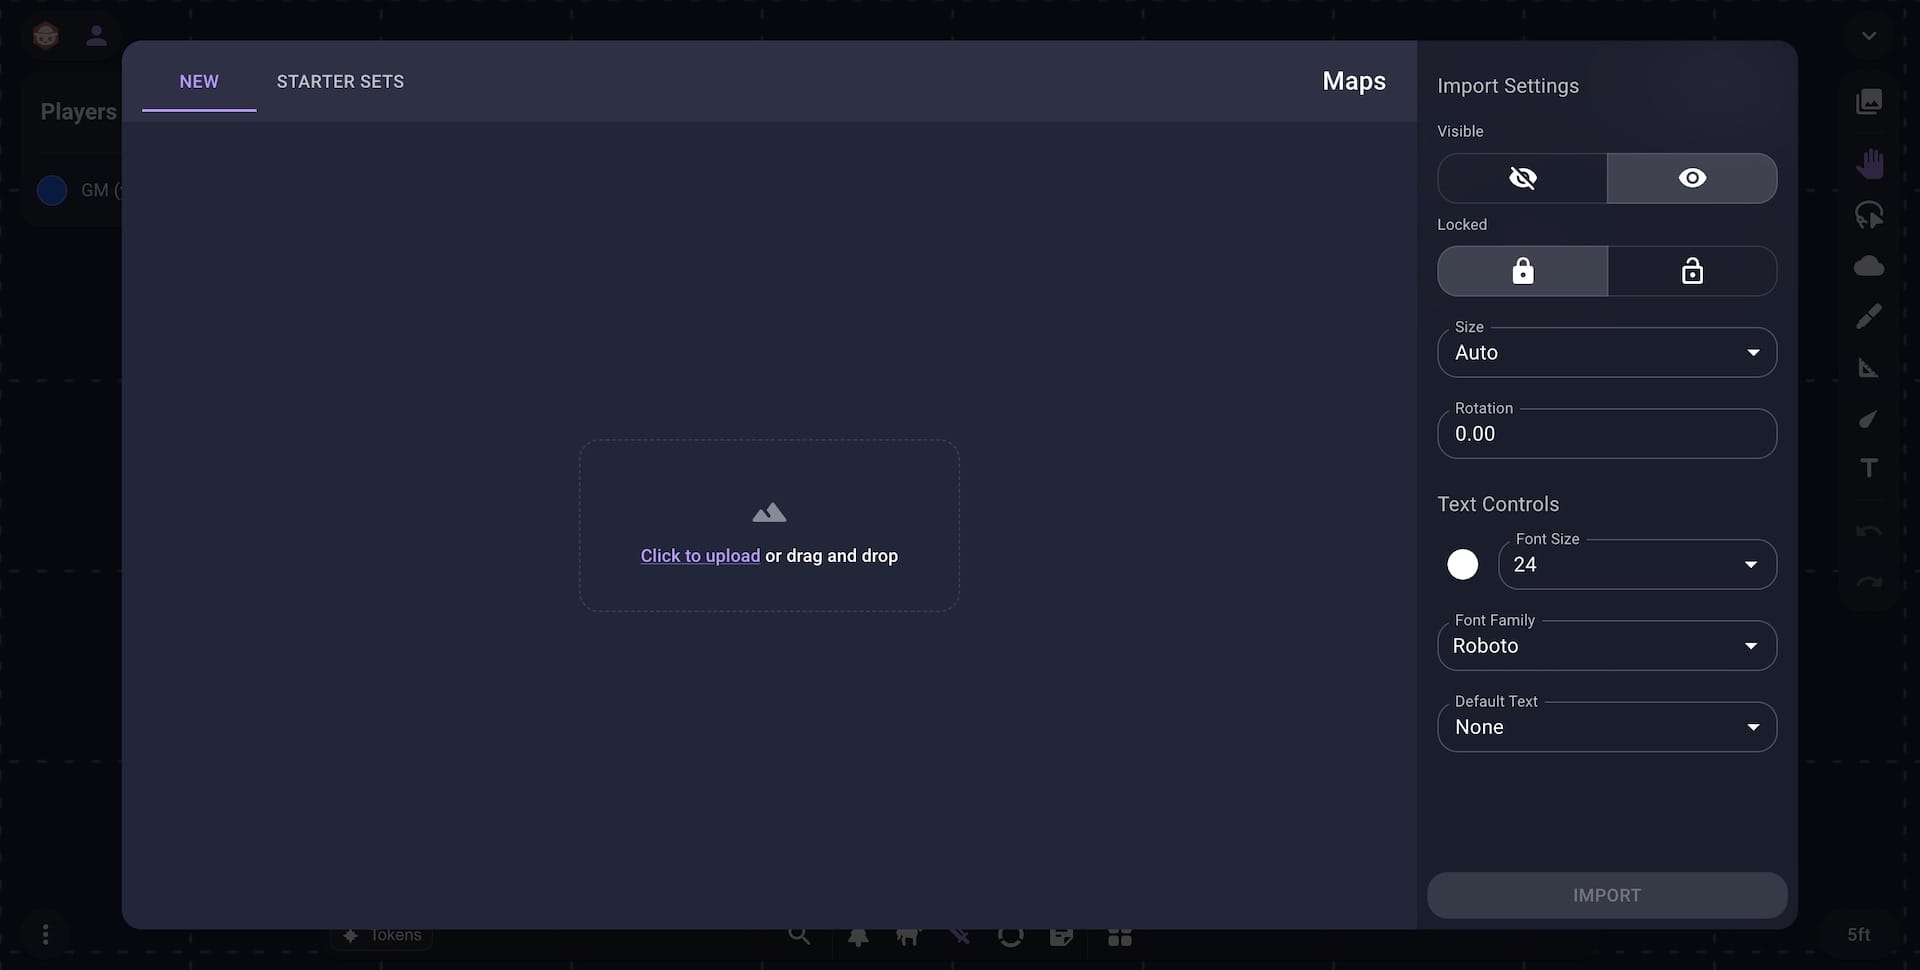 NEW
STARTER SETS
Maps
Players
GM (
Import Settings
Visible
Locked
Size
Auto
Rotation
0.00
Text Controls
Font Size
24
Font Family
Roboto
Default Text
None
Click to upload or drag and drop
IMPORT
Tokens
5ft